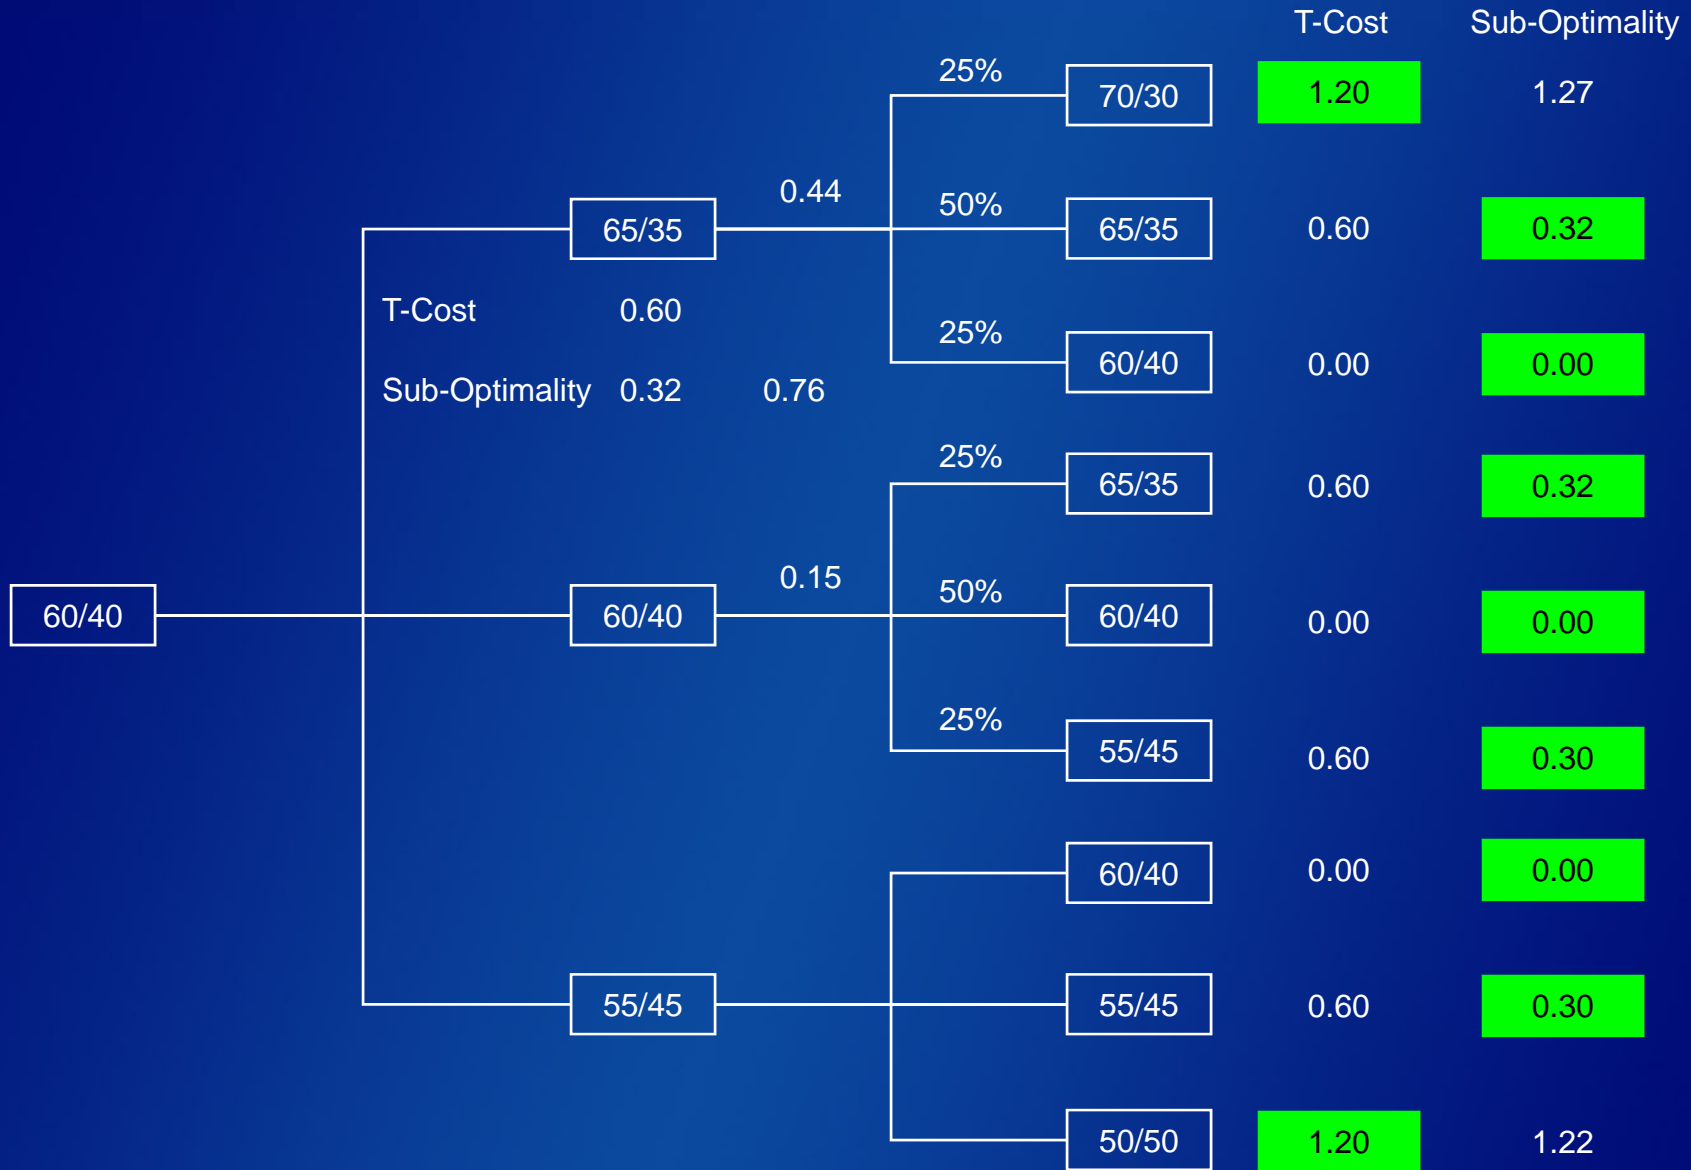 T-Cost Sub-Optimality
25%
70/30 1.20 1.27
0.44 50%
65/35 65/35 0.60 0.32
T-Cost 0.60
25%
60/40 0.00 0.00
Sub-Optimality 0.32 0.76
25%
65/35 0.60 0.32
0.15 50%
60/40 60/40 60/40 0.00 0.00
25%
55/45 0.60 0.30
60/40 0.00 0.00
55/45 55/45 0.60 0.30
50/50 1.20 1.22